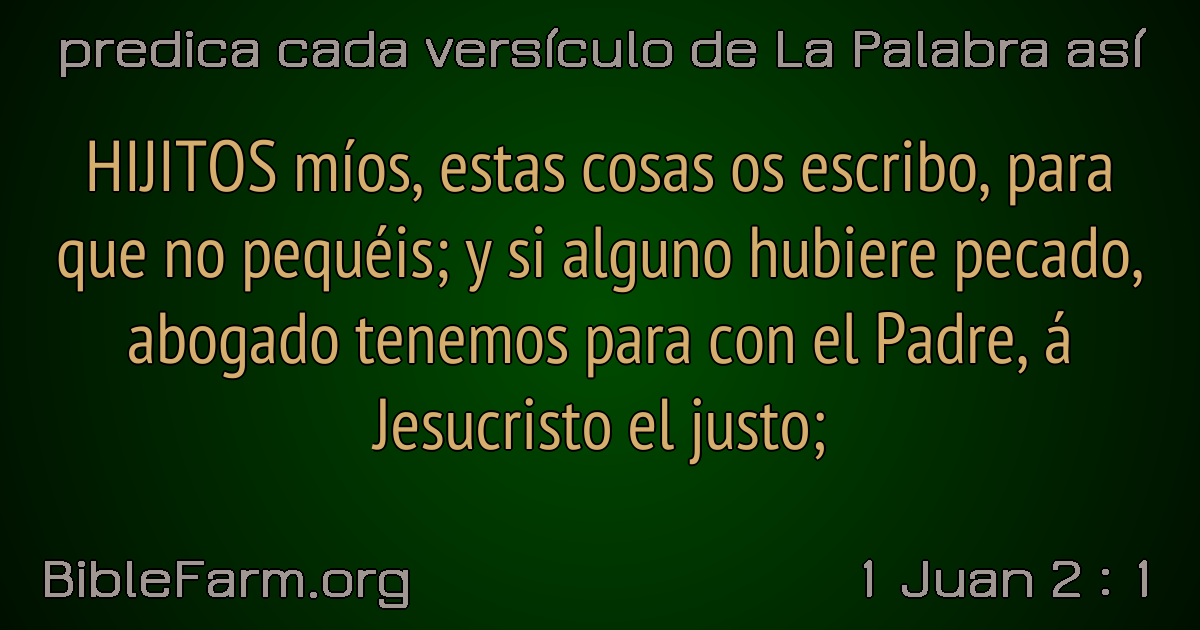 predica cada versículo de La Palabra así
HIJITOS míos, estas cosas os escribo, para
que no pequéis; y si alguno hubiere pecado,
abogado tenemos para con el Padre, á
Jesucristo el justo;
BibleFarm.org
1 Juan 2 : 1